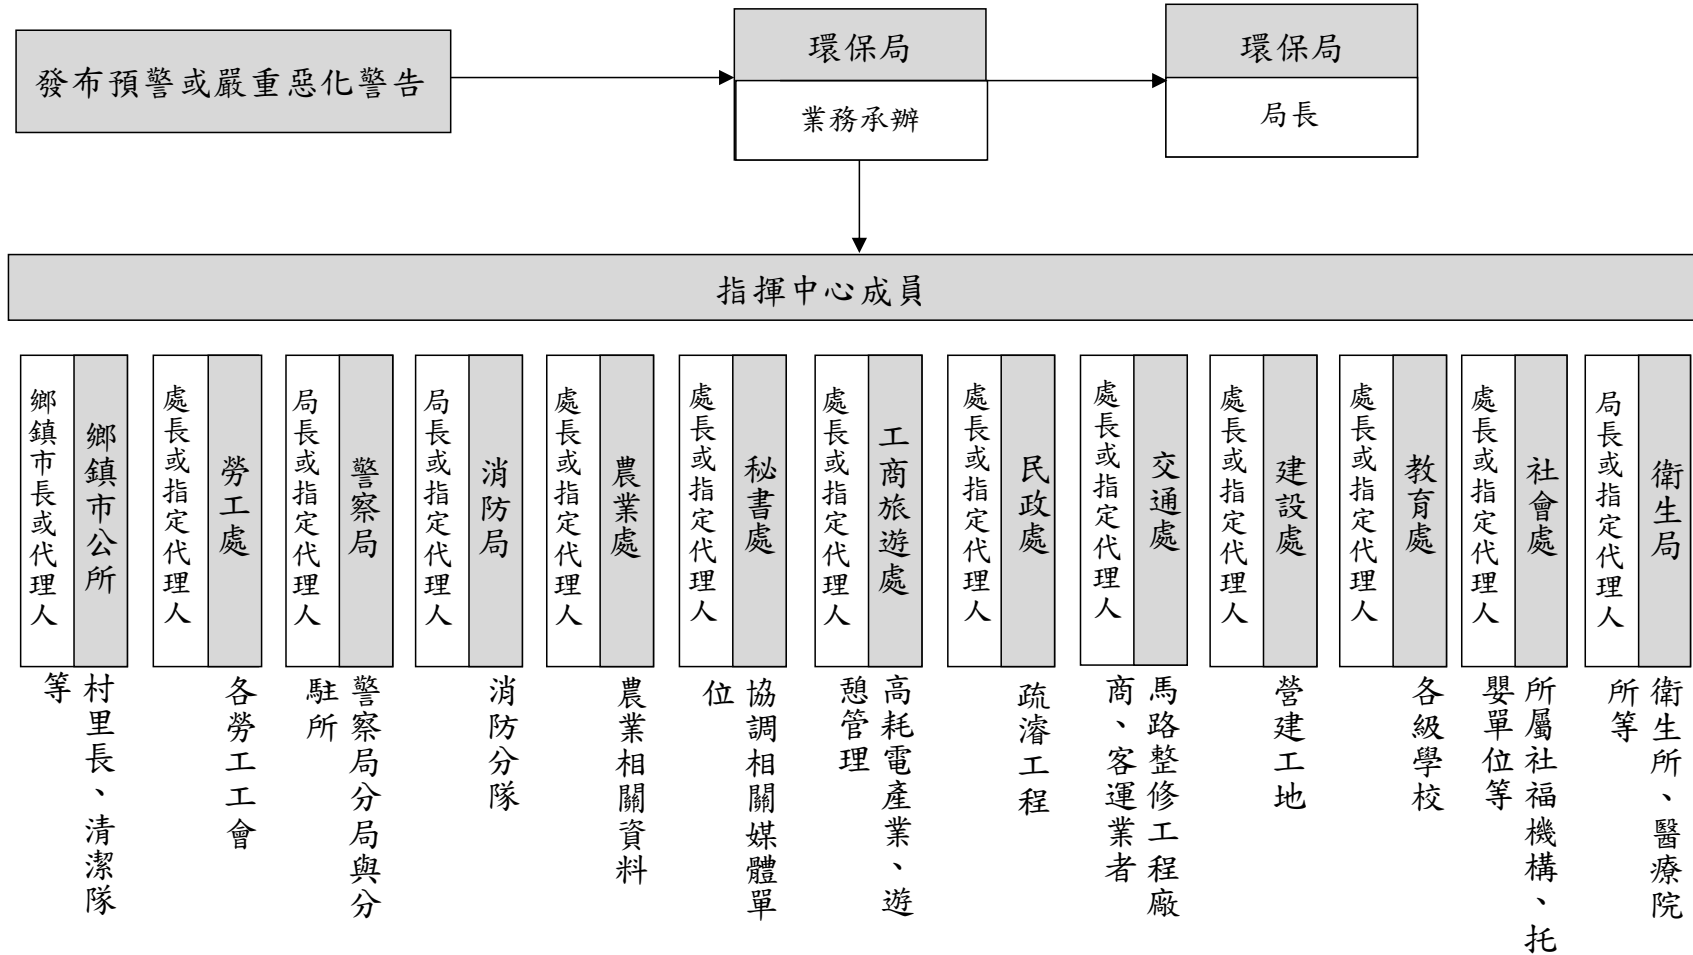 發布預警或嚴重惡化警告
環保局
業務承辦
環保局
局長
指揮中心成員
衛生局
局長或指定代理人
衛生所、醫療院
所等
社會處
處長或指定代理人
所屬社福機構、托
嬰單位等
教育處
處長或指定代理人
各級學校
建設處
處長或指定代理人
營建工地
交通處
處長或指定代理人
馬路整修工程廠
商、客運業者
民政處
處長或指定代理人
疏濬工程
工商旅遊處
處長或指定代理人
高耗電產業、遊
憩管理
秘書處
處長或指定代理人
協調相關媒體單
位
農業處
處長或指定代理人
農業相關資料
消防局
局長或指定代理人
消防分隊
警察局
局長或指定代理人
警察局分局與分
駐所
勞工處
處長或指定代理人
各勞工工會
鄉鎮市公所
鄉鎮市長或代理人
村里長、清潔隊
等